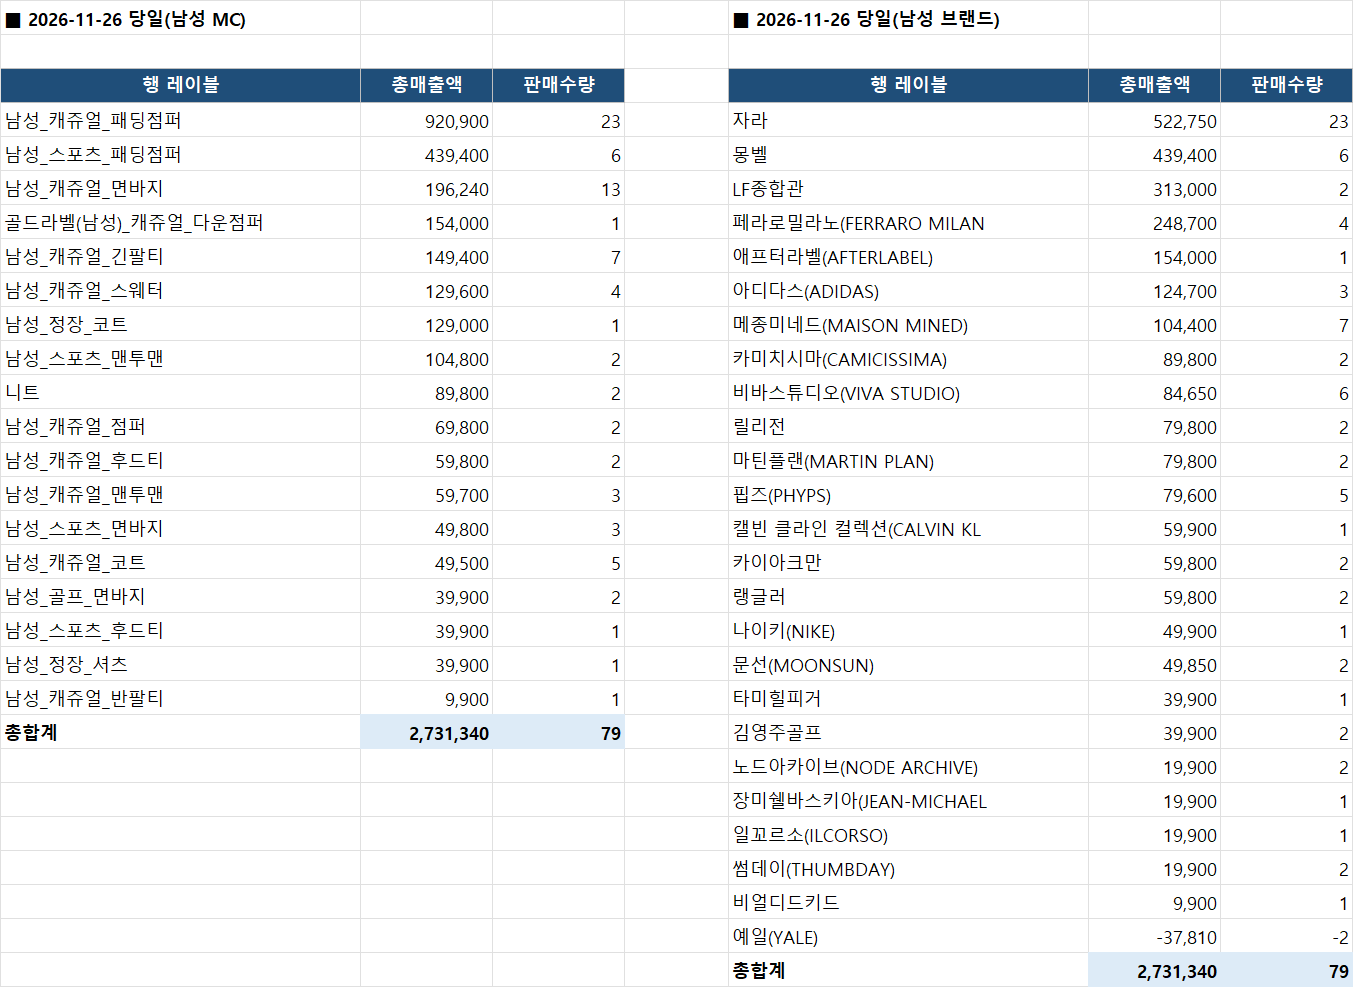 ■ 2026-11-26 당일(남성 MC)
행 레이블 총매출액 판매수량
남성_캐쥬얼_패딩점퍼 920,900 23
남성_스포츠_패딩점퍼 439,400 6
남성_캐쥬얼_면바지 196,240 13
골드라벨(남성)_캐쥬얼_다운점퍼 154,000 1
남성_캐쥬얼_긴팔티 149,400 7
남성_캐쥬얼_스웨터 129,600 4
남성_정장_코트 129,000 1
남성_스포츠_맨투맨 104,800 2
니트 89,800 2
남성_캐쥬얼_점퍼 69,800 2
남성_캐쥬얼_후드티 59,800 2
남성_캐쥬얼_맨투맨 59,700 3
남성_스포츠_면바지 49,800 3
남성_캐쥬얼_코트 49,500 5
남성_골프_면바지 39,900 2
남성_스포츠_후드티 39,900 1
남성_정장_셔츠 39,900 1
남성_캐쥬얼_반팔티 9,900 1
총합계 2,731,340 79
■ 2026-11-26 당일(남성 브랜드)
행 레이블 총매출액 판매수량
자라 522,750 23
몽벨 439,400 6
LF종합관 313,000 2
페라로밀라노(FERRARO MILAN 248,700 4
애프터라벨(AFTERLABEL) 154,000 1
아디다스(ADIDAS) 124,700 3
메종미네드(MAISON MINED) 104,400 7
카미치시마(CAMICISSIMA) 89,800 2
비바스튜디오(VIVA STUDIO) 84,650 6
릴리전 79,800 2
마틴플랜(MARTIN PLAN) 79,800 2
핍즈(PHYPS) 79,600 5
캘빈 클라인 컬렉션(CALVIN KL 59,900 1
카이아크만 59,800 2
랭글러 59,800 2
나이키(NIKE) 49,900 1
문선(MOONSUN) 49,850 2
타미힐피거 39,900 1
김영주골프 39,900 2
노드아카이브(NODE ARCHIVE) 19,900 2
장미쉘바스키아(JEAN-MICHAEL 19,900 1
일꼬르소(ILCORSO) 19,900 1
썸데이(THUMBDAY) 19,900 2
비얼디드키드 9,900 1
예일(YALE) -37,810 -2
총합계 2,731,340 79